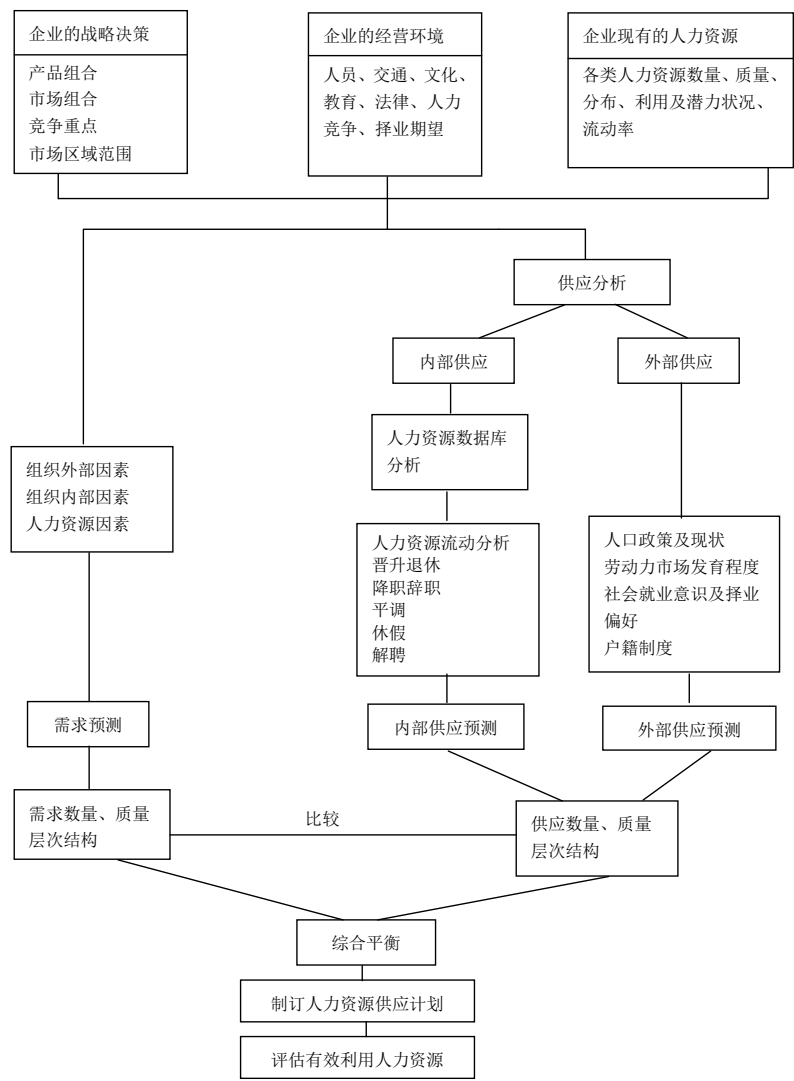 企业的战略决策
产品组合
市场组合
竞争重点
市场区域范围
企业的经营环境
人员、交通、文化、
教育、法律、人力
竞争、择业期望
企业现有的人力资源
各类人力资源数量、质量、
分布、利用及潜力状况、
流动率
供应分析
内部供应
外部供应
人力资源数据库
分析
组织外部因素
组织内部因素
人力资源因素
人力资源流动分析
晋升退休
降职辞职
平调
休假
解聘
人口政策及现状
劳动力市场发育程度
社会就业意识及择业
偏好
户籍制度
需求预测
内部供应预测
外部供应预测
需求数量、质量
层次结构
比较
供应数量、质量
层次结构
综合平衡
制订人力资源供应计划
评估有效利用人力资源